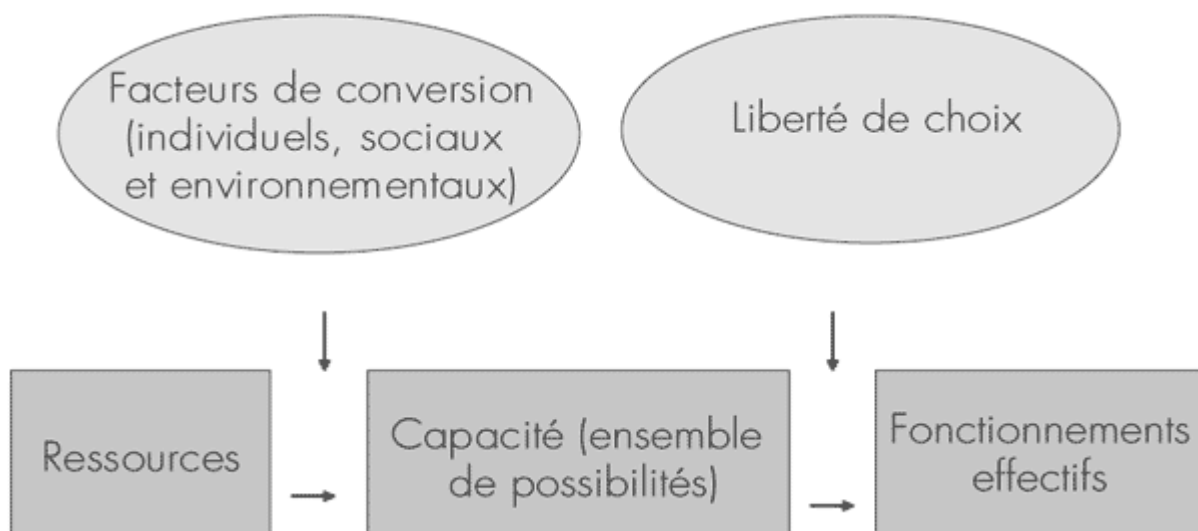 Facteurs de conversion
(individuels, sociaux
et environnementaux)
Liberté de choix
Ressources
Capacité (ensemble
de possibilités)
Fonctionnements
effectifs